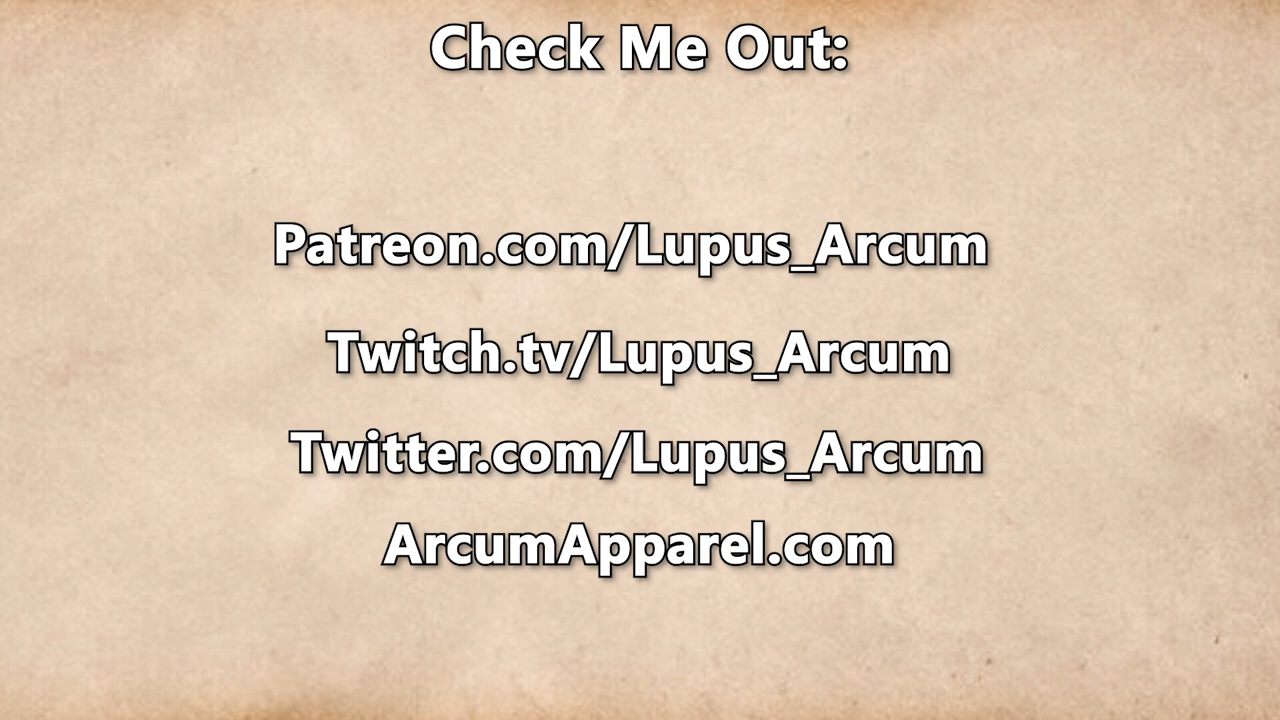 Check Me Out:
Patreon.com/Lupus_Arcum
Twitch.tv/Lupus_Arcum
Twitter.com/Lupus_Arcum
ArcumApparel.com